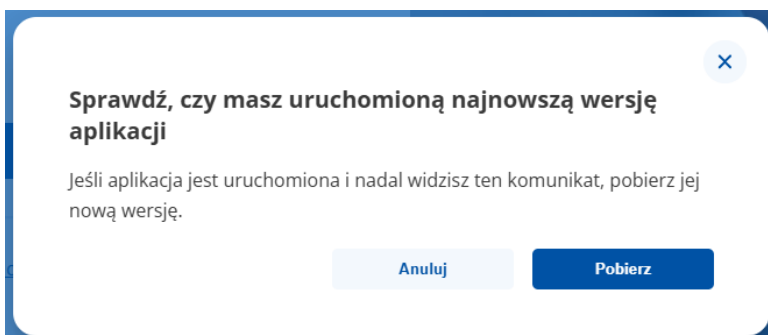 Sprawdź, czy masz uruchomioną najnowszą wersję
aplikacji
Jeśli aplikacja jest uruchomiona i nadal widzisz ten komunikat, pobierz jej
nową wersję.
Anuluj Pobierz